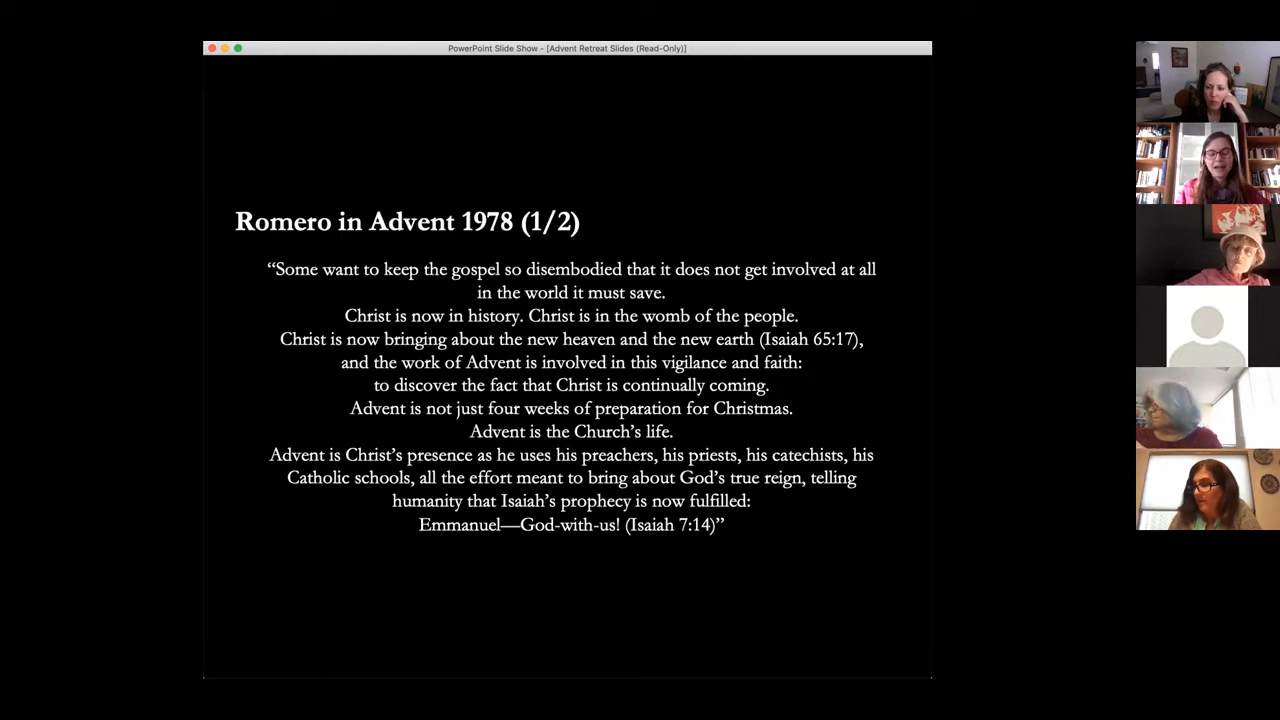 PowerPoint Slide Show - [Advent Retreat Slides (Read-Only)]
Romero in Advent 1978 (1/2)
“Some want to keep the gospel so disembodied that it does not get involved at all
in the world it must save.
Christ is now in history. Christ is in the womb of the people.
Christ is now bringing about the new heaven and the new earth (Isaiah 65:17),
and the work of Advent is involved in this vigilance and faith:
to discover the fact that Christ is continually coming.
Advent is not just four weeks of preparation for Christmas.
Advent is the Church’s life.
Advent is Christ’s presence as he uses his preachers, his priests, his catechists, his
Catholic schools, all the effort meant to bring about God’s true reign, telling
humanity that Isaiah’s prophecy is now fulfilled:
Emmanuel—God-with-us! (Isaiah 7:14)”